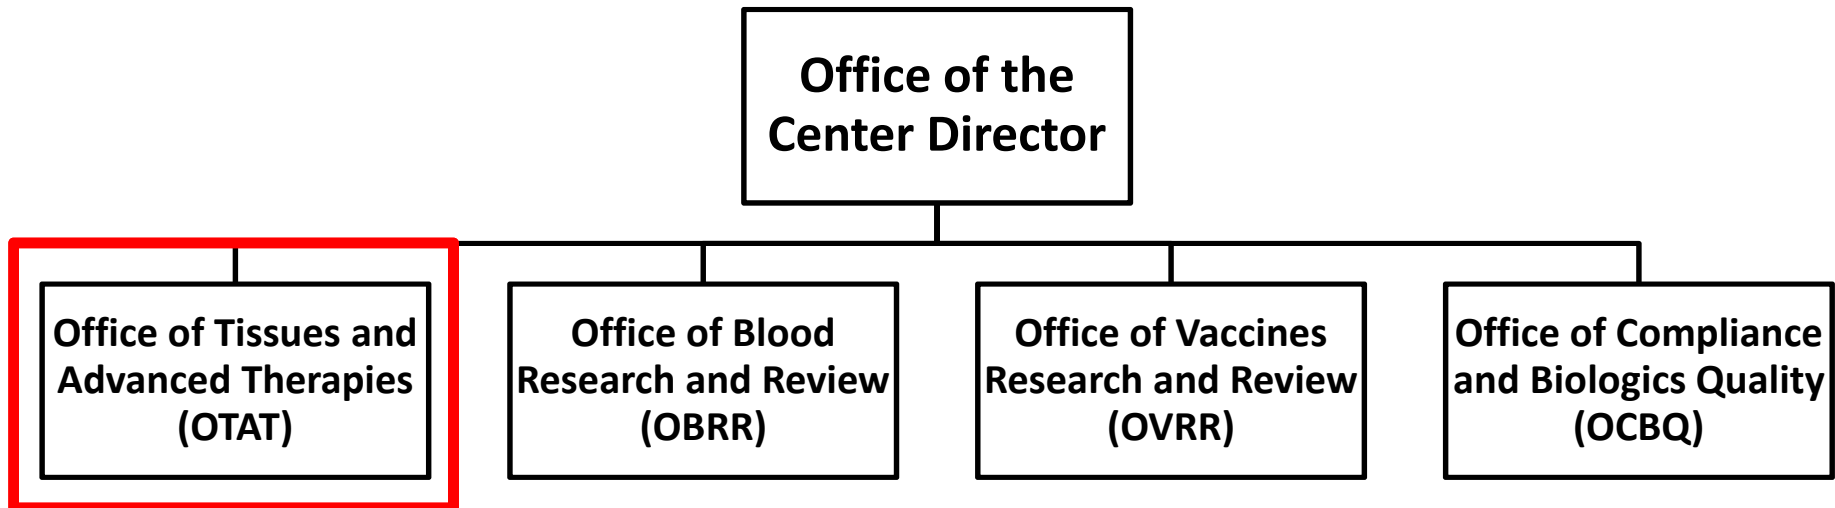 Office of the
Center Director
Office of Tissues and
Advanced Therapies
(OTAT)
Office of Blood
Research and Review
(OBRR)
Office of Vaccines
Research and Review
(OVRR)
Office of Compliance
and Biologics Quality
(OCBQ)